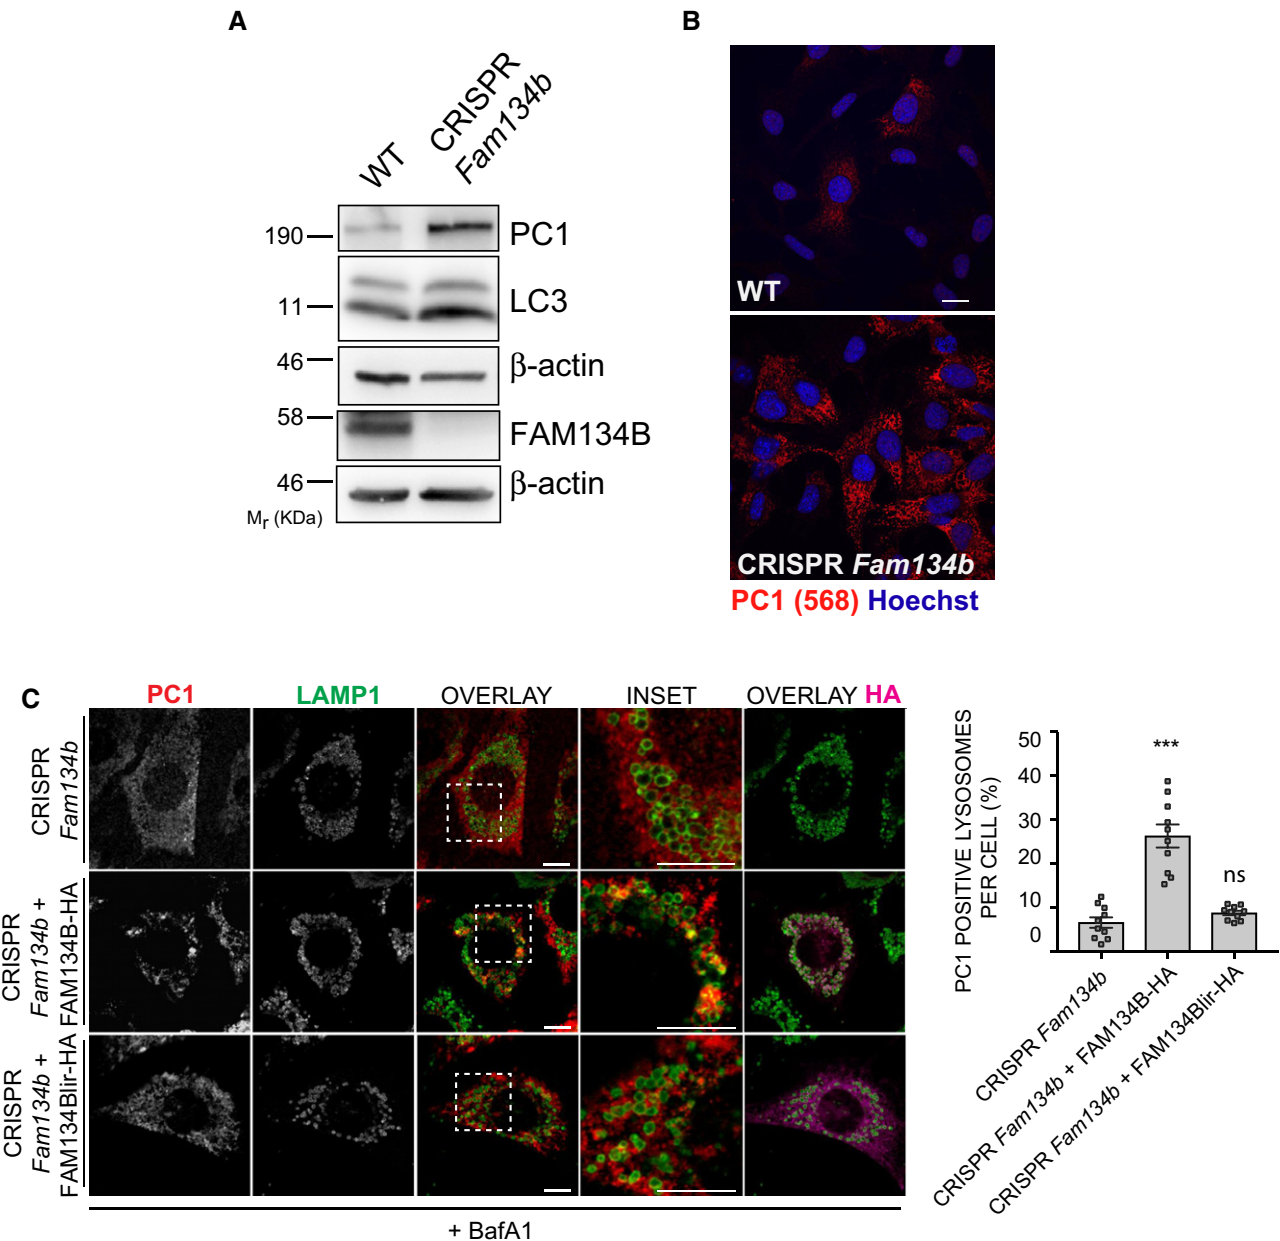 A
WT
CRISPR
Fam134b
190
PC1
11
LC3
46
β-actin
58
FAM134B
46
β-actin
Mr (KDa)
B
WT
CRISPR Fam134b
PC1 (568) Hoechst
C
PC1
LAMP1
OVERLAY
INSET
OVERLAY HA
CRISPR
Fam134b
CRISPR
Fam134b +
FAM134B-HA
CRISPR
Fam134b +
FAM134Blir-HA
+ BafA1
PC1 POSITIVE LYSOSOMES
PER CELL (%)
50
40
30
20
10
0
***
ns
CRISPR Fam134b
CRISPR Fam134b + FAM134B-HA
CRISPR Fam134b + FAM134Blir-HA